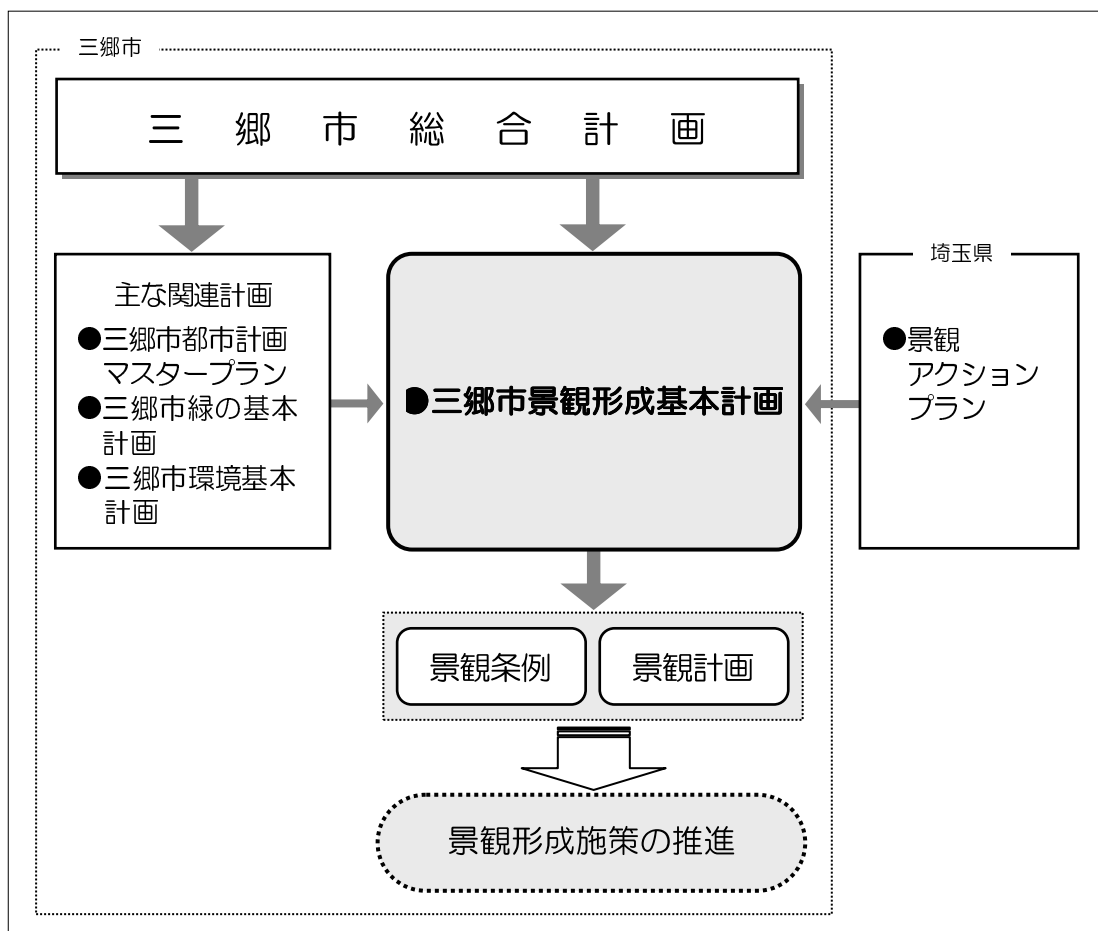 三郷市
三郷市総合計画
主な関連計画
●三郷市都市計画
マスタープラン
●三郷市緑の基本
計画
●三郷市環境基本
計画
●三郷市景観形成基本計画
埼玉県
●景観
アクション
プラン
景観条例
景観計画
景観形成施策の推進